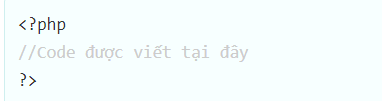 <?php
//Code được viết tại đây
?>